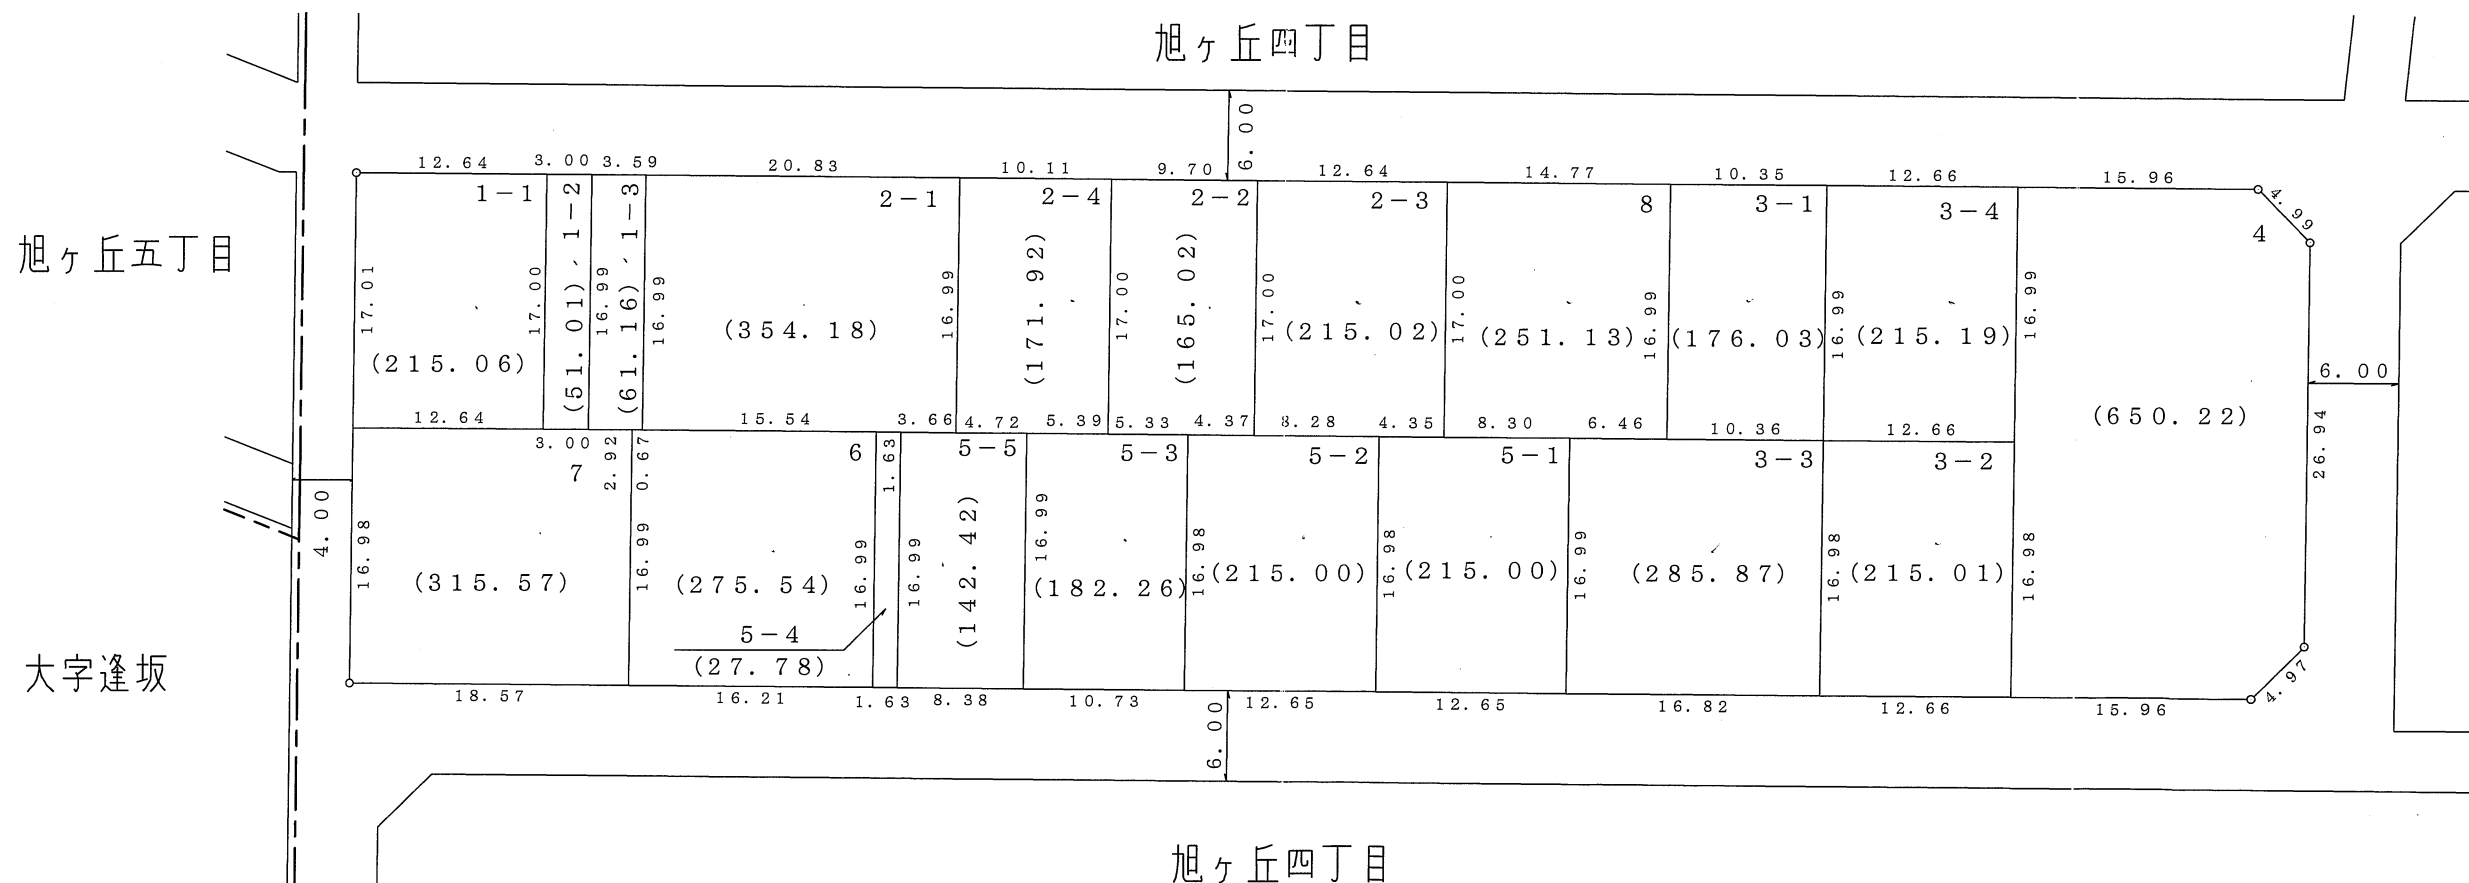 旭ヶ丘四丁目
6.00
12.64 3.00 3.59 20.83 10.11 9.70 12.64 14.77 10.35 12.66 15.96
4.99
1-1 1-2 1-3 2-1 2-4 2-2 2-3 8 3-1 3-4 4
旭ヶ丘五丁目
17.01 17.00 16.99 16.99 16.99 17.00 17.00 17.00 16.99 16.99 16.99
(215.06) (51.01) (61.16) (354.18) (171.92) (165.02) (215.02) (251.13) (176.03) (215.19) (650.22)
6.00
26.94
12.64 15.54 3.66 4.72 5.39 5.33 4.37 8.28 4.35 8.30 6.46 10.36 12.66
3.00 2.92 0.67 1.63
7 6 5-5 5-3 5-2 5-1 3-3 3-2
4.00
16.98 16.99 16.99 16.99 16.99 16.98 16.98 16.99 16.98 16.98
(315.57) (275.54) (142.42) (182.26) (215.00) (215.00) (285.87) (215.01)
5-4
(27.78)
大字逢坂
4.97
18.57 16.21 1.63 8.38 10.73 12.65 12.65 16.82 12.66 15.96
6.00
旭ヶ丘四丁目